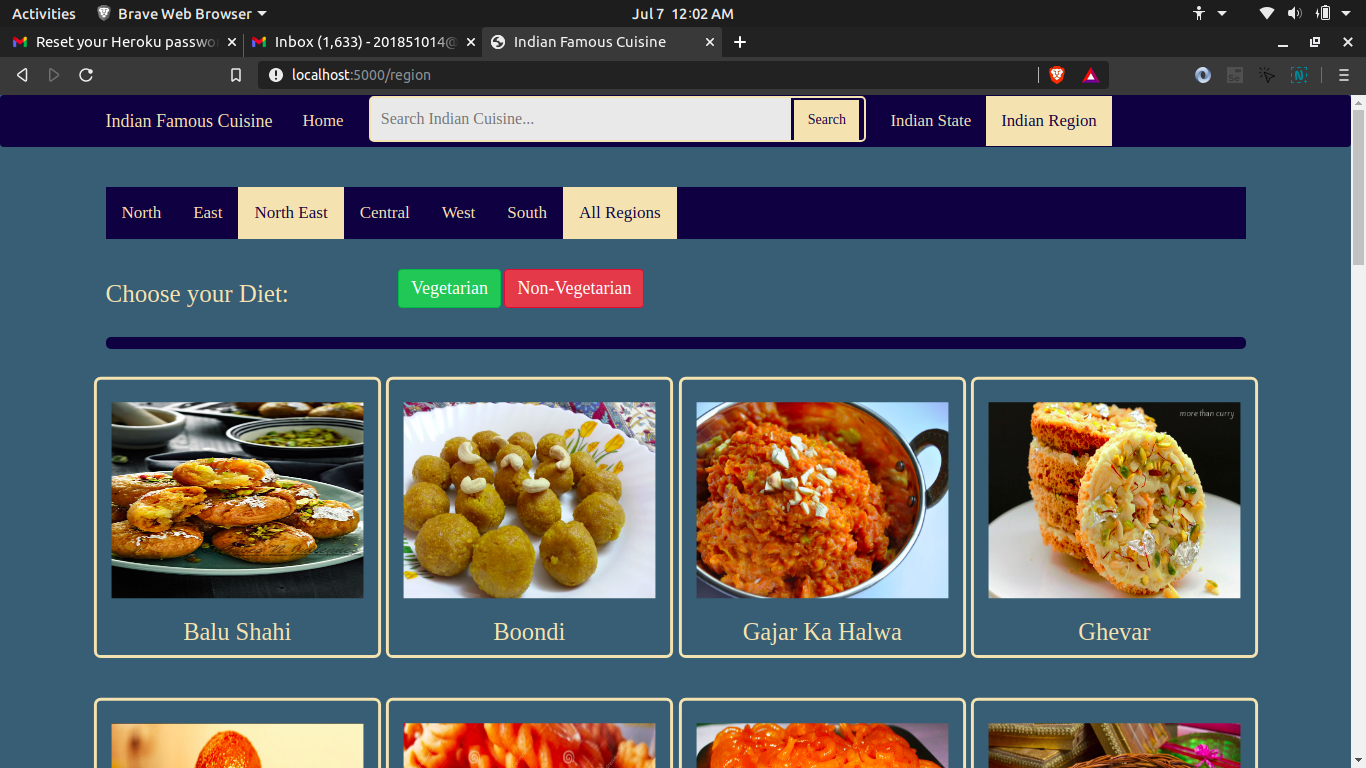 Activities Brave Web Browser Jul 7 12:02 AM
Reset your Heroku passwo Inbox (1,633) - 201851014@ Indian Famous Cuisine
localhost:5000/region
Indian Famous Cuisine Home Search Indian Cuisine... Search Indian State Indian Region
North East North East Central West South All Regions
Choose your Diet: Vegetarian Non-Vegetarian
more than curry
Balu Shahi Boondi Gajar Ka Halwa Ghevar